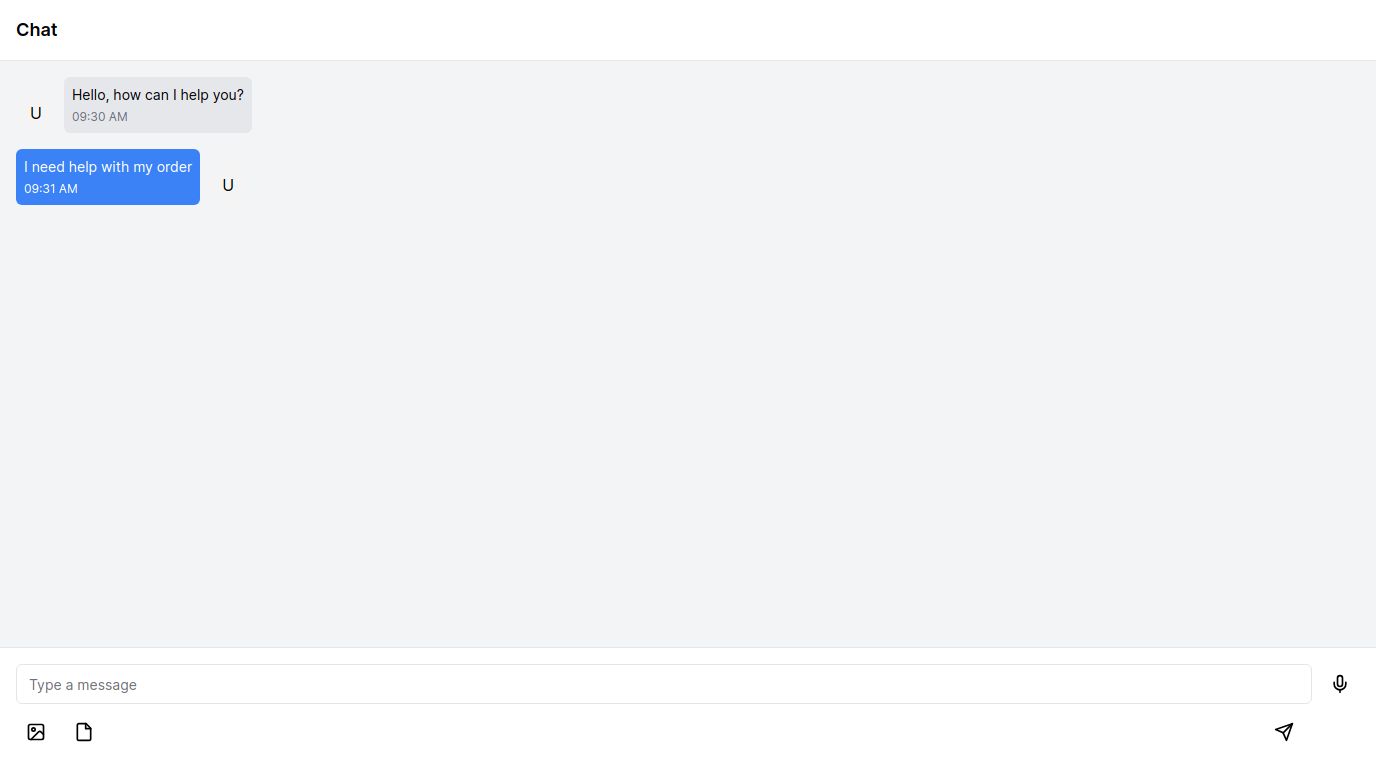 Chat
U
Hello, how can I help you?
09:30 AM
I need help with my order
09:31 AM
U
Type a message